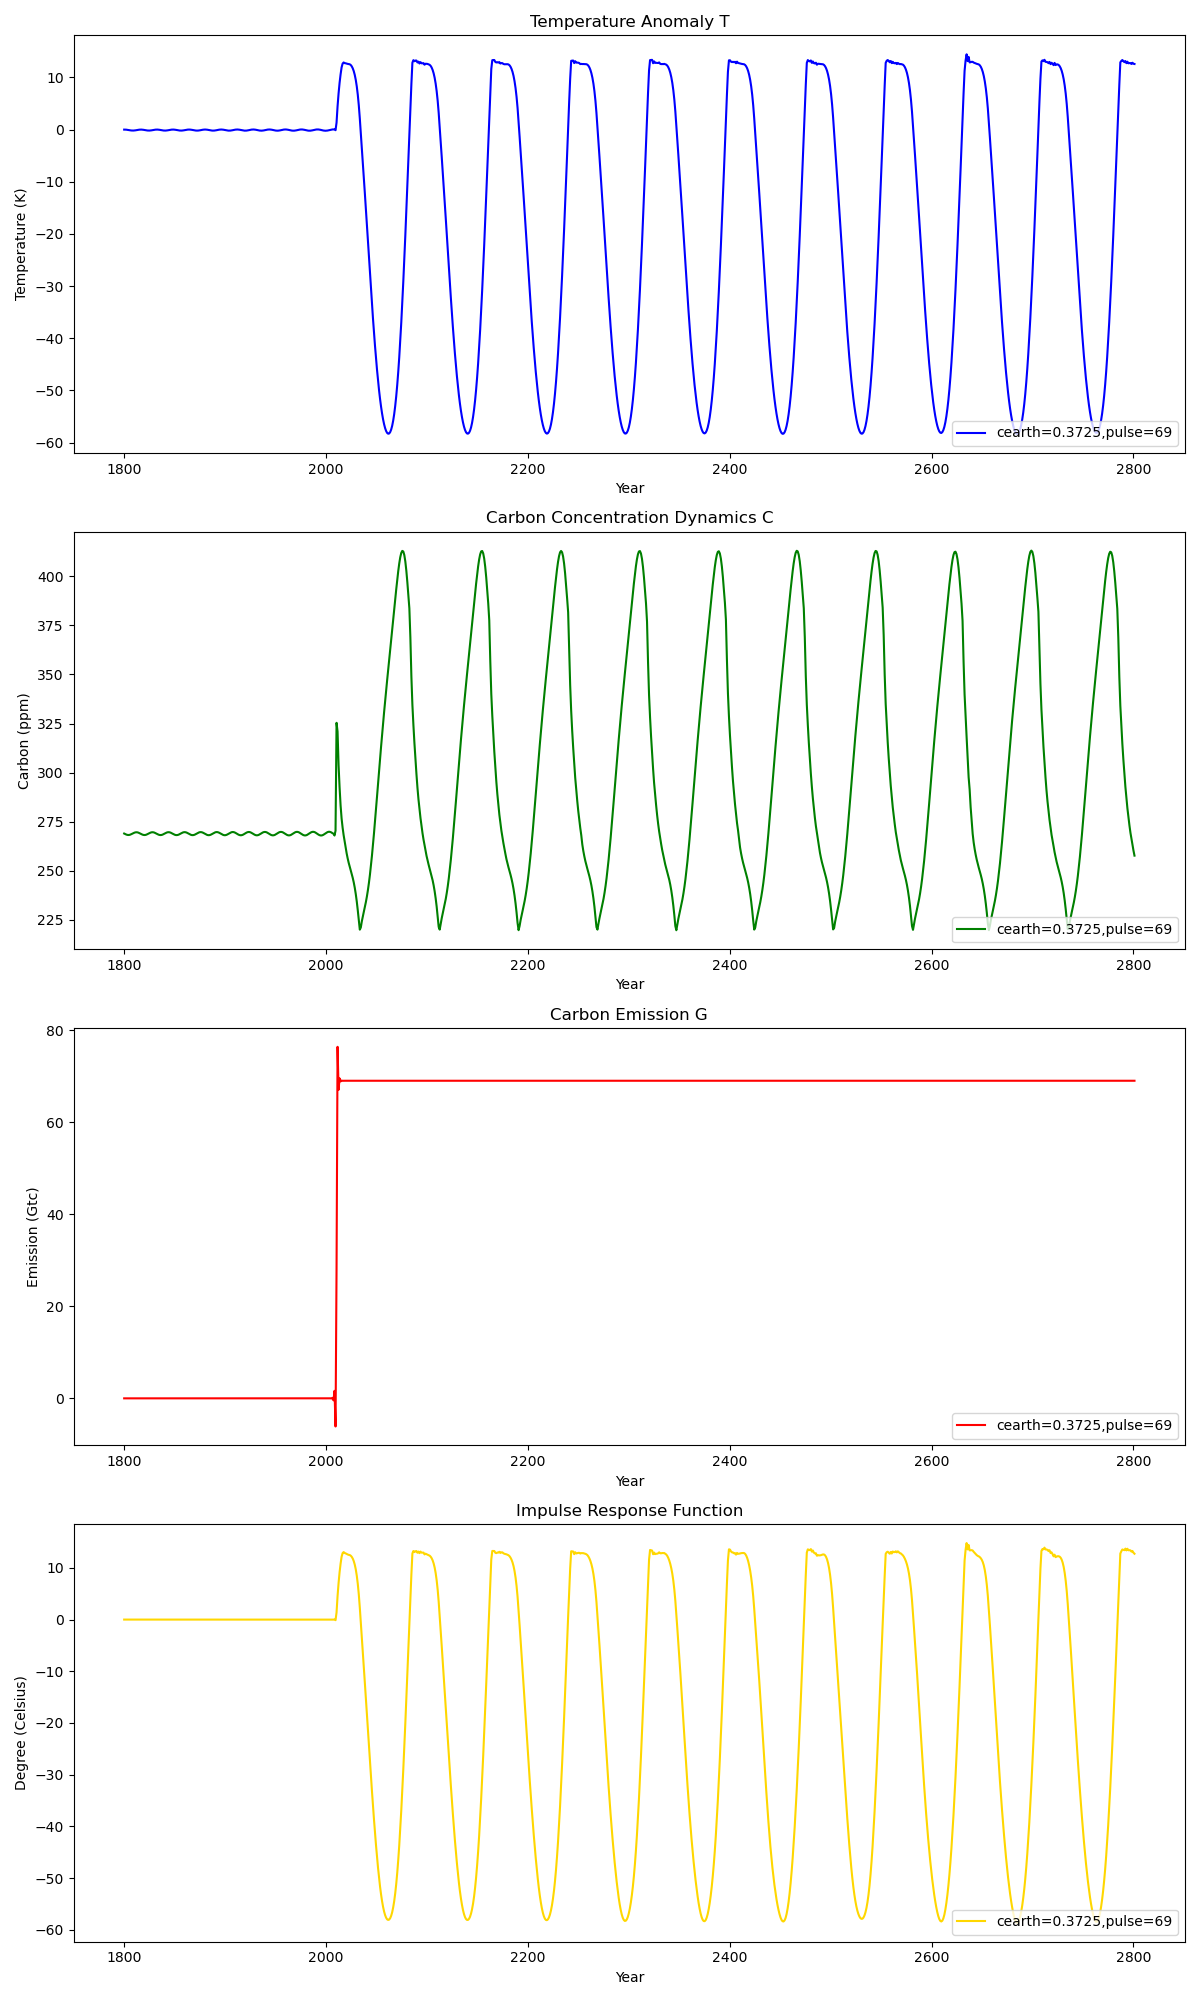 Temperature Anomaly T
10
0
−10
−20
−30
−40
−50
−60
Temperature (K)
cearth=0.3725,pulse=69
1800 2000 2200 2400 2600 2800
Year
Carbon Concentration Dynamics C
400
375
350
325
300
275
250
225
Carbon (ppm)
cearth=0.3725,pulse=69
1800 2000 2200 2400 2600 2800
Year
Carbon Emission G
80
60
40
20
0
Emission (Gtc)
cearth=0.3725,pulse=69
1800 2000 2200 2400 2600 2800
Year
Impulse Response Function
10
0
−10
−20
−30
−40
−50
−60
Degree (Celsius)
cearth=0.3725,pulse=69
1800 2000 2200 2400 2600 2800
Year